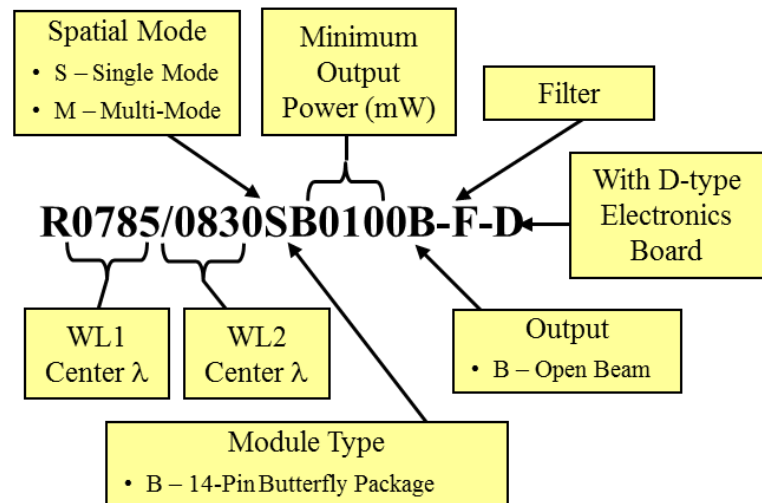 Spatial Mode
• S – Single Mode
• M – Multi-Mode
Minimum
Output
Power (mW)
Filter
With D-type
Electronics
Board
R0785/0830SB0100B-F-D
WL1
Center λ
WL2
Center λ
Output
• B – Open Beam
Module Type
• B – 14-Pin Butterfly Package